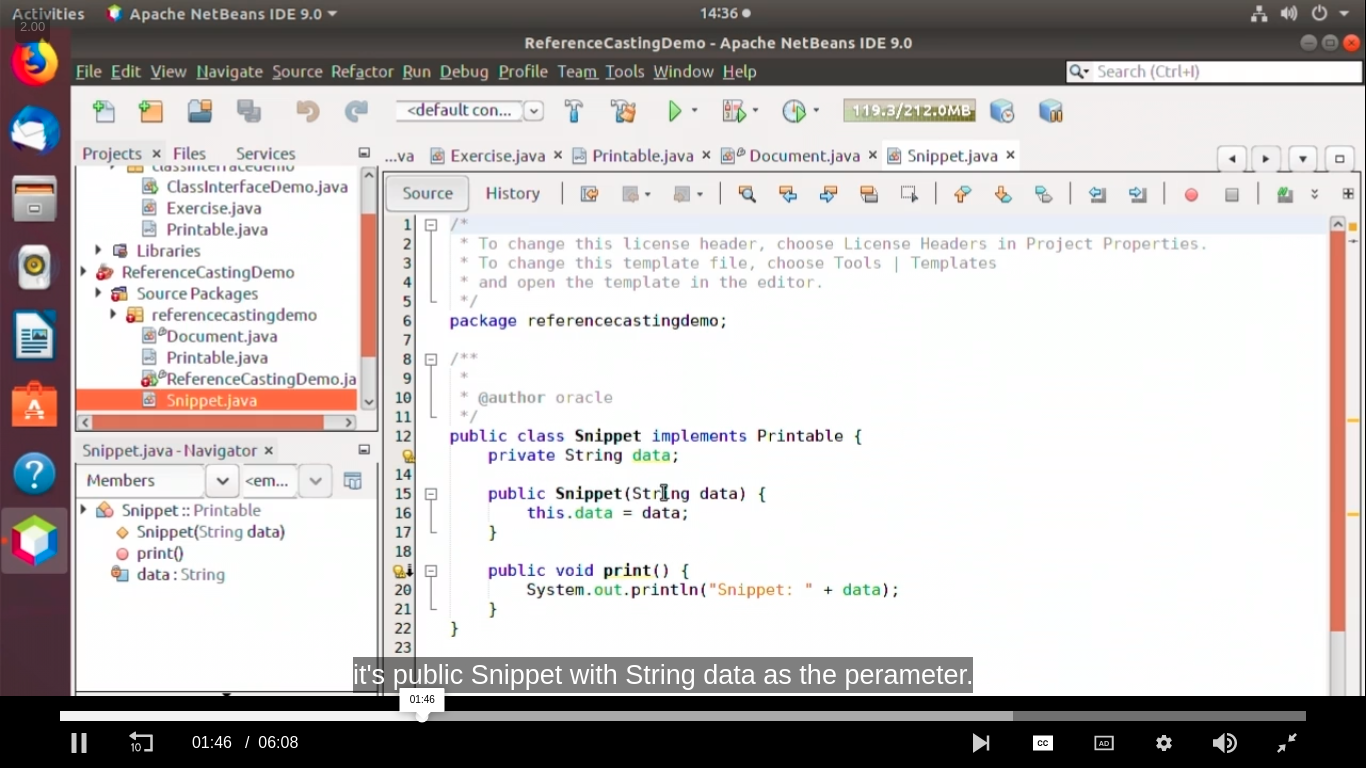 Activities Apache NetBeans IDE 9.0 14:36
2.00
ReferenceCastingDemo - Apache NetBeans IDE 9.0
File Edit View Navigate Source Refactor Run Debug Profile Team Tools Window Help Search (Ctrl+I)
<default con... 119.3/212.0MB
Projects Files Services
...va Exercise.java Printable.java Document.java Snippet.java
classinterfacedemo
ClassInterfaceDemo.java
Exercise.java
Printable.java
Libraries
ReferenceCastingDemo
Source Packages
referencecastingdemo
Document.java
Printable.java
ReferenceCastingDemo.ja
Snippet.java
Snippet.java - Navigator
Members <em...
Snippet :: Printable
Snippet(String data)
print()
data : String
Source History
1 /*
2 * To change this license header, choose License Headers in Project Properties.
3 * To change this template file, choose Tools | Templates
4 * and open the template in the editor.
5 */
6 package referencecastingdemo;
7
8 /**
9 *
10 * @author oracle
11 */
12 public class Snippet implements Printable {
private String data;
14
15 public Snippet(String data) {
16 this.data = data;
17 }
18
public void print() {
20 System.out.println("Snippet: " + data);
21 }
22 }
23
it's public Snippet with String data as the perameter.
01:46
10 01:46 / 06:08 CC AD